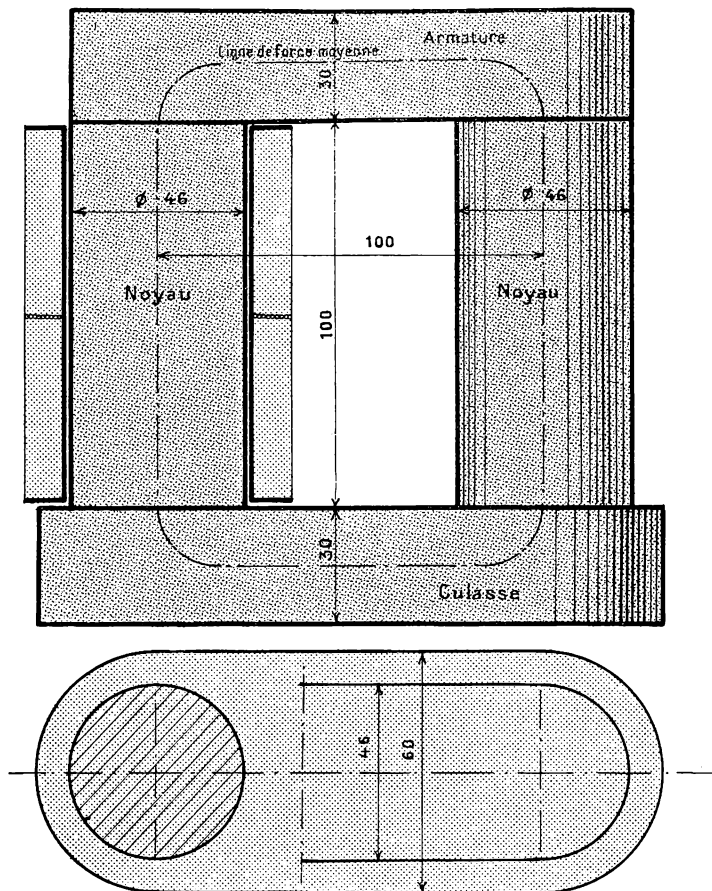 Armature
Ligne de force moyenne
30
ϕ 46
ϕ 46
100
Noyau
Noyau
100
30
Culasse
46
60